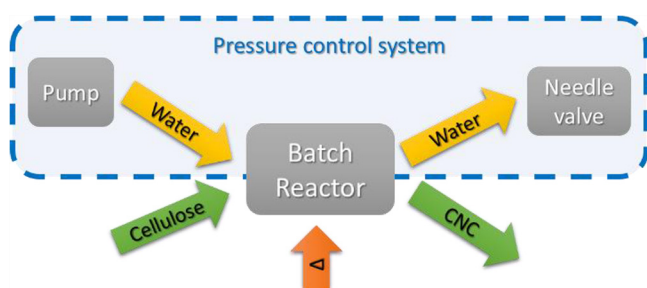 Pressure control system
Pump
Water
Batch
Reactor
Water
Needle
valve
Cellulose
CNC
Δ